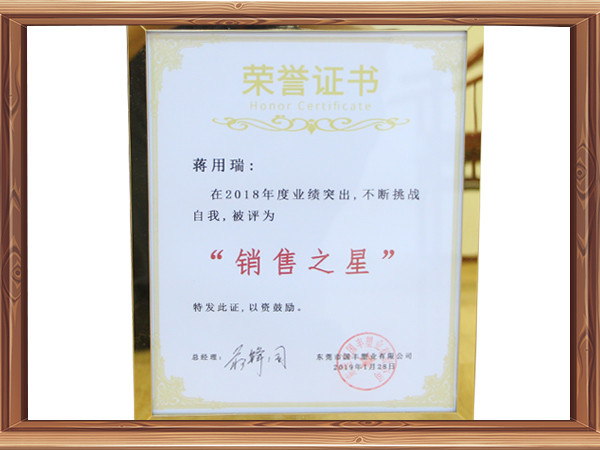 荣誉证书
Honor Certificate
蒋用瑞:
在2018年度业绩突出,不断挑战
自我,被评为
“销售之星”
特发此证,以资鼓励。
总经理:
东莞市国丰塑业有限公司
2019年1月28日